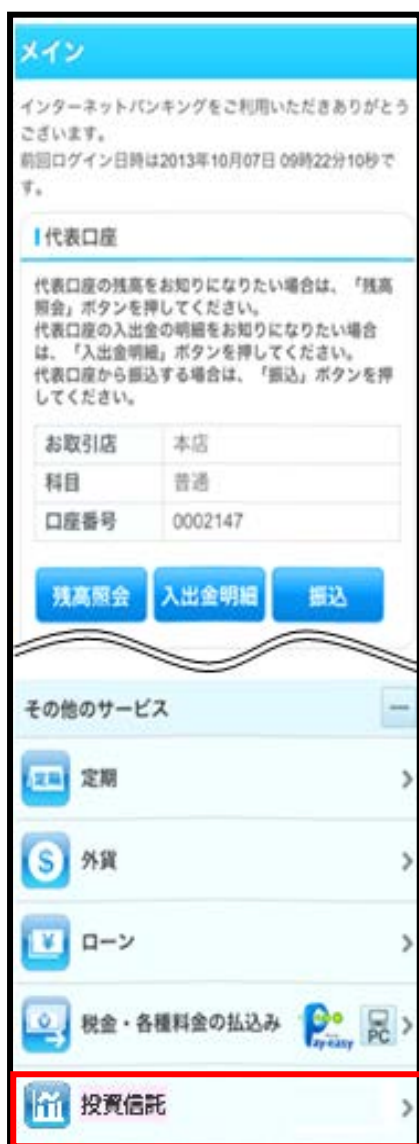 メイン
インターネットバンキングをご利用いただきありがとう
ございます。
前回ログイン日時は2013年10月07日 09時22分10秒で
す。
代表口座
代表口座の残高をお知りになりたい場合は、「残高
照会」ボタンを押してください。
代表口座の入出金の明細をお知りになりたい場合
は、「入出金明細」ボタンを押してください。
代表口座から振込する場合は、「振込」ボタンを押
してください。
お取引店 本店
科目 普通
口座番号 0002147
残高照会 入出金明細 振込
その他のサービス
定期 定期
$ 外貨
¥ ローン
税金・各種料金の払込み Pay-easy PC
投資信託